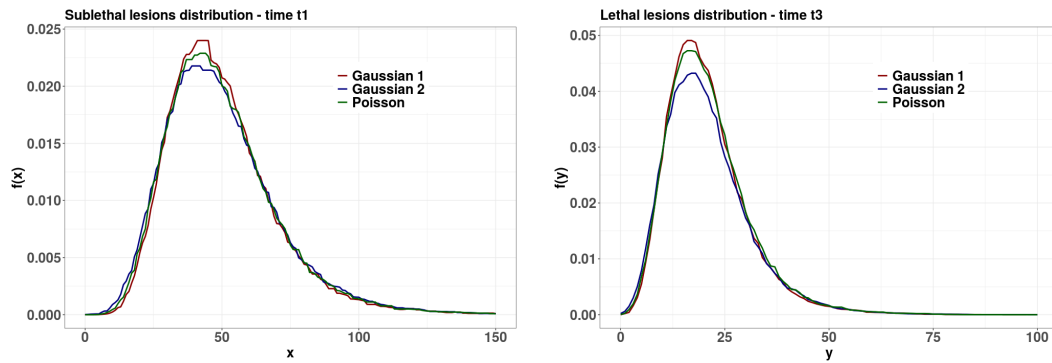 Sublethal lesions distribution - time t1
0.025
0.020
0.015
0.010
0.005
0.000
f(x)
Gaussian 1
Gaussian 2
Poisson
0
50
100
150
x
Lethal lesions distribution - time t3
0.05
0.04
0.03
0.02
0.01
0.00
f(y)
Gaussian 1
Gaussian 2
Poisson
0
25
50
75
100
y